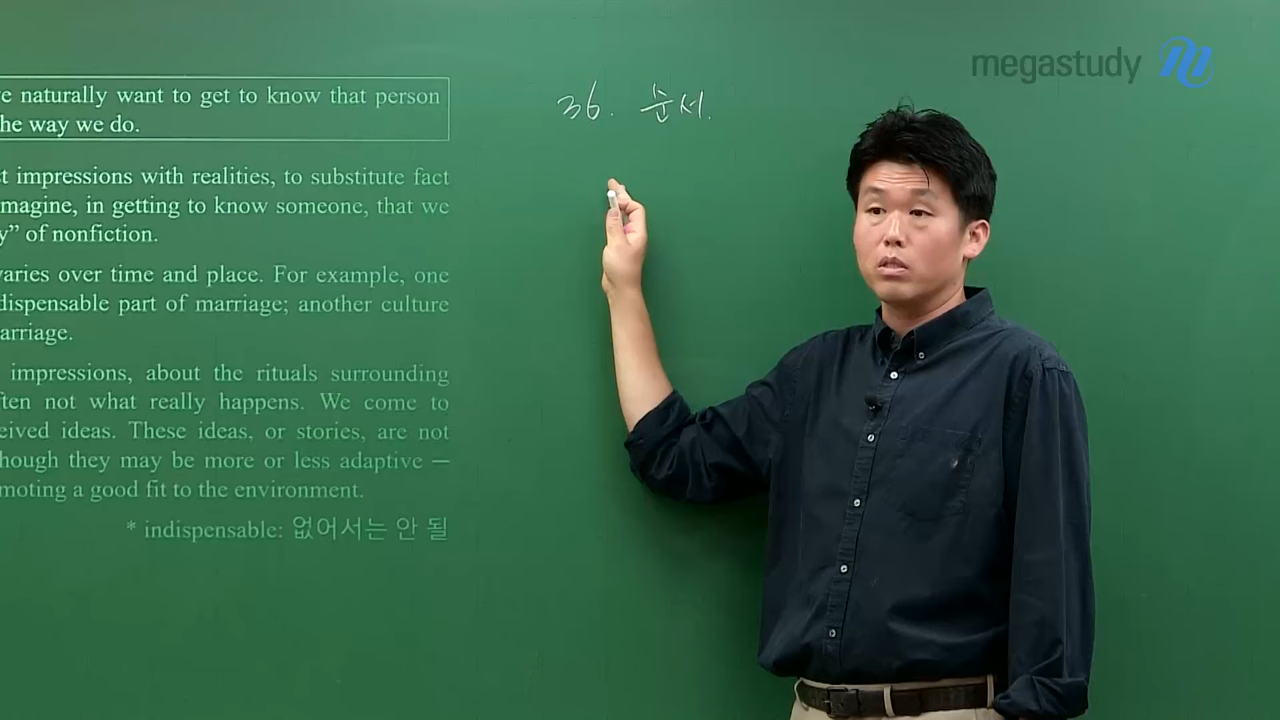 megastudy
36. 순서.
e naturally want to get to know that person
he way we do.
t impressions with realities, to substitute fact
magine, in getting to know someone, that we
y” of nonfiction.
varies over time and place. For example, one
dispensable part of marriage; another culture
arriage.
impressions, about the rituals surrounding
ften not what really happens. We come to
eived ideas. These ideas, or stories, are not
hough they may be more or less adaptive —
moting a good fit to the environment.
* indispensable: 없어서는 안 될